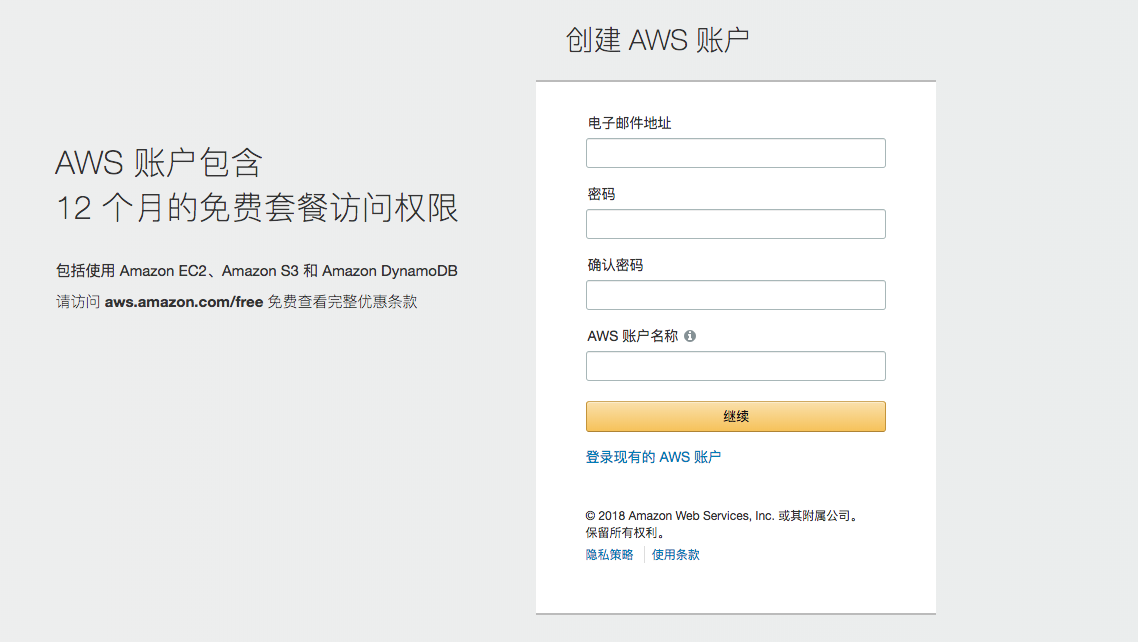 创建 AWS 账户
AWS 账户包含
12 个月的免费套餐访问权限
包括使用 Amazon EC2、Amazon S3 和 Amazon DynamoDB
请访问 aws.amazon.com/free 免费查看完整优惠条款
电子邮件地址
密码
确认密码
AWS 账户名称
继续
登录现有的 AWS 账户
© 2018 Amazon Web Services, Inc. 或其附属公司。
保留所有权利。
隐私策略 使用条款